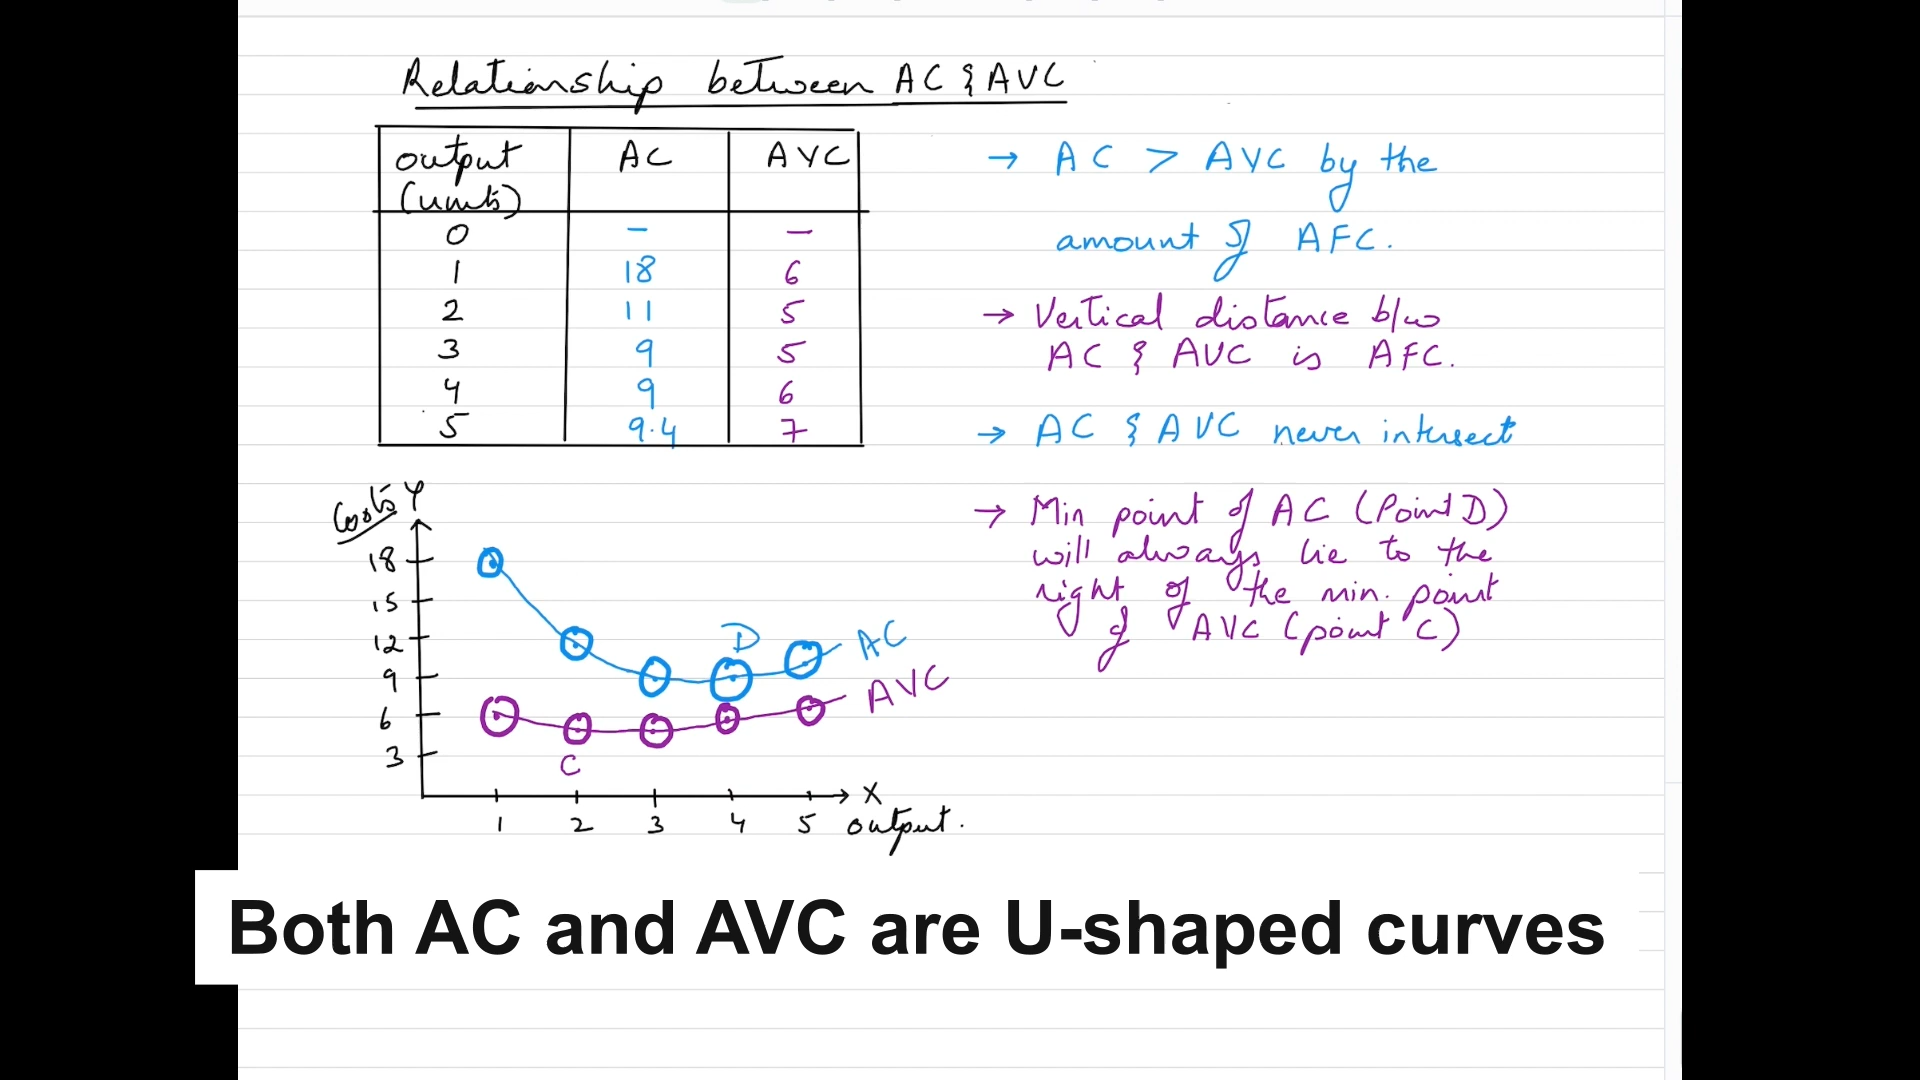 Relationship between AC & AVC
output (units) AC AVC
0 – –
1 18 6
2 11 5
3 9 5
4 9 6
5 9.4 7
→ AC > AVC by the
amount of AFC.
→ Vertical distance b/w
AC & AVC is AFC.
→ AC & AVC never intersect
→ Min point of AC (Point D)
will always lie to the
right of the min. point
of AVC (point C)
Costs Y
18
15
12
9
6
3
D
AC
AVC
C
X
1 2 3 4 5 output.
Both AC and AVC are U-shaped curves